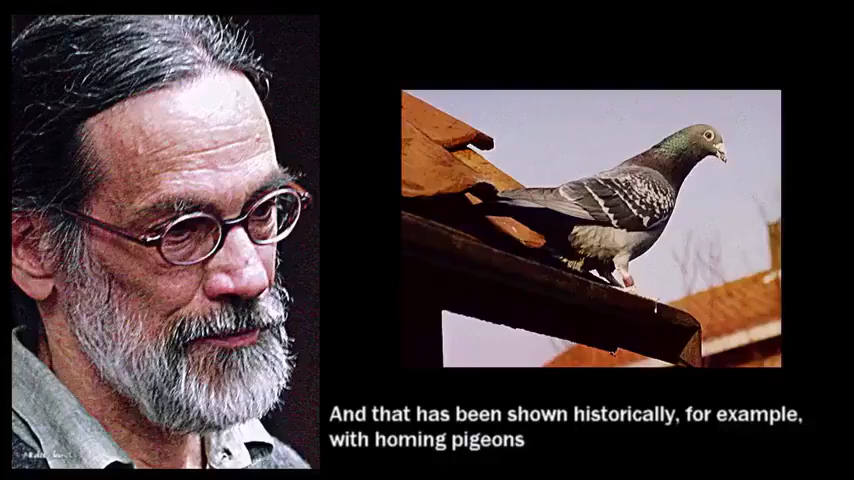 And that has been shown historically, for example,
with homing pigeons